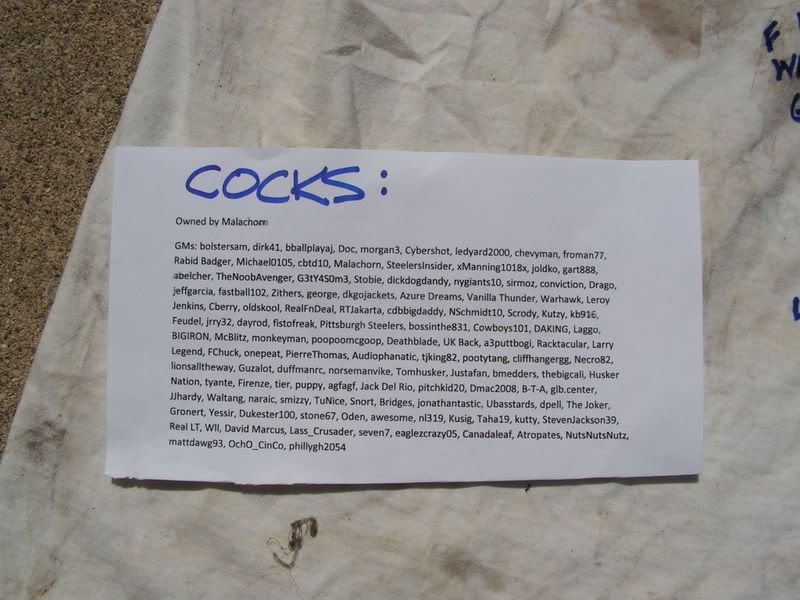 COCKS:
Owned by Malachorn
GMs: bolstersam, dirk41, bballplayaj, Doc, morgan3, Cybershot, ledyard2000, chevyman, froman77,
Rabid Badger, Michael0105, cbtd10, Malachorn, SteelersInsider, xManning1018x, joldko, gart888,
abelcher, TheNoobAvenger, G3tY4S0m3, Stobie, dickdogdandy, nygiants10, sirmoz, conviction, Drago,
jeffgarcia, fastball102, Zithers, george, dkgojackets, Azure Dreams, Vanilla Thunder, Warhawk, Leroy
Jenkins, Cberry, oldskool, RealFnDeal, RTJakarta, cdbbigdaddy, NSchmidt10, Scrody, Kutzy, kb916,
Feudel, jrry32, dayrod, fistofreak, Pittsburgh Steelers, bossinthe831, Cowboys101, DAKING, Laggo,
BIGIRON, McBlitz, monkeyman, poopoomcgoop, Deathblade, UK Back, a3puttbogi, Racktacular, Larry
Legend, FChuck, onepeat, PierreThomas, Audiophanatic, tjking82, pootytang, cliffhangergg, Necro82,
lionsalltheway, Guzalot, duffmanrc, norsemanvike, Tomhusker, Justafan, bmedders, thebigcali, Husker
Nation, tyante, Firenze, tier, puppy, agfagf, Jack Del Rio, pitchkid20, Dmac2008, B-T-A, glb.center,
JJhardy, Waltang, naraic, smizzy, TuNice, Snort, Bridges, jonathantastic, Ubasstards, dpell, The Joker,
Gronert, Yessir, Dukester100, stone67, Oden, awesome, nl319, Kusig, Taha19, kutty, StevenJackson39,
Real LT, WII, David Marcus, Lass_Crusader, seven7, eaglezcrazy05, Canadaleaf, Atropates, NutsNutsNutz,
mattdawg93, OchO_CinCo, phillygh2054